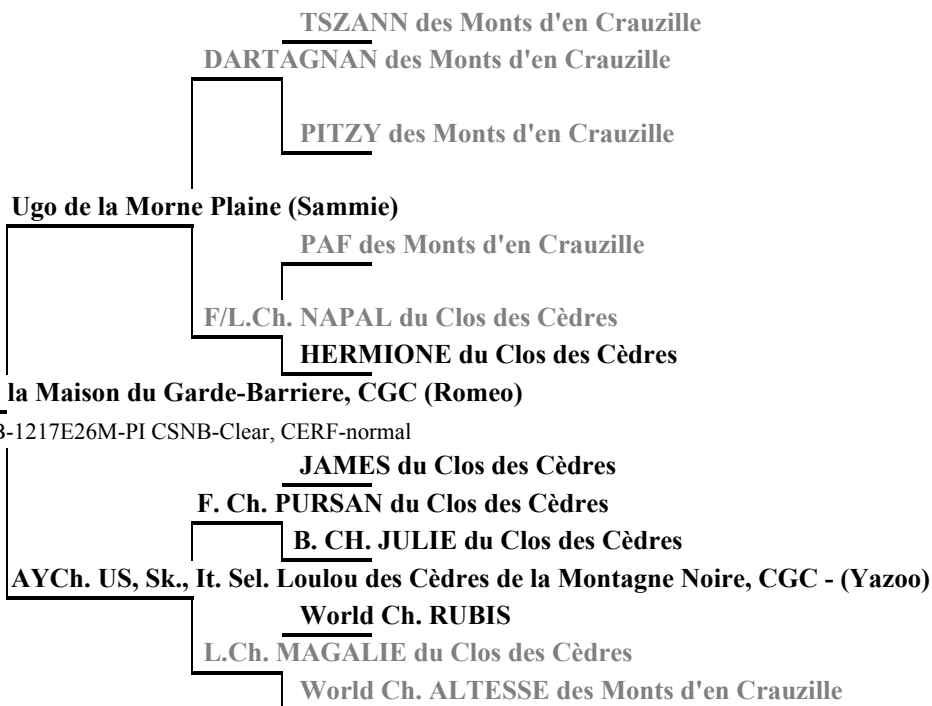 TSZANN des Monts d'en Crauzille
DARTAGNAN des Monts d'en Crauzille
PITZY des Monts d'en Crauzille
Ugo de la Morne Plaine (Sammie)
PAF des Monts d'en Crauzille
F/L.Ch. NAPAL du Clos des Cèdres
HERMIONE du Clos des Cèdres
la Maison du Garde-Barriere, CGC (Romeo)
-1217E26M-PI CSNB-Clear, CERF-normal
JAMES du Clos des Cèdres
F. Ch. PURSAN du Clos des Cèdres
B. CH. JULIE du Clos des Cèdres
AYCh. US, Sk., It. Sel. Loulou des Cèdres de la Montagne Noire, CGC - (Yazoo)
World Ch. RUBIS
L.Ch. MAGALIE du Clos des Cèdres
World Ch. ALTESSE des Monts d'en Crauzille